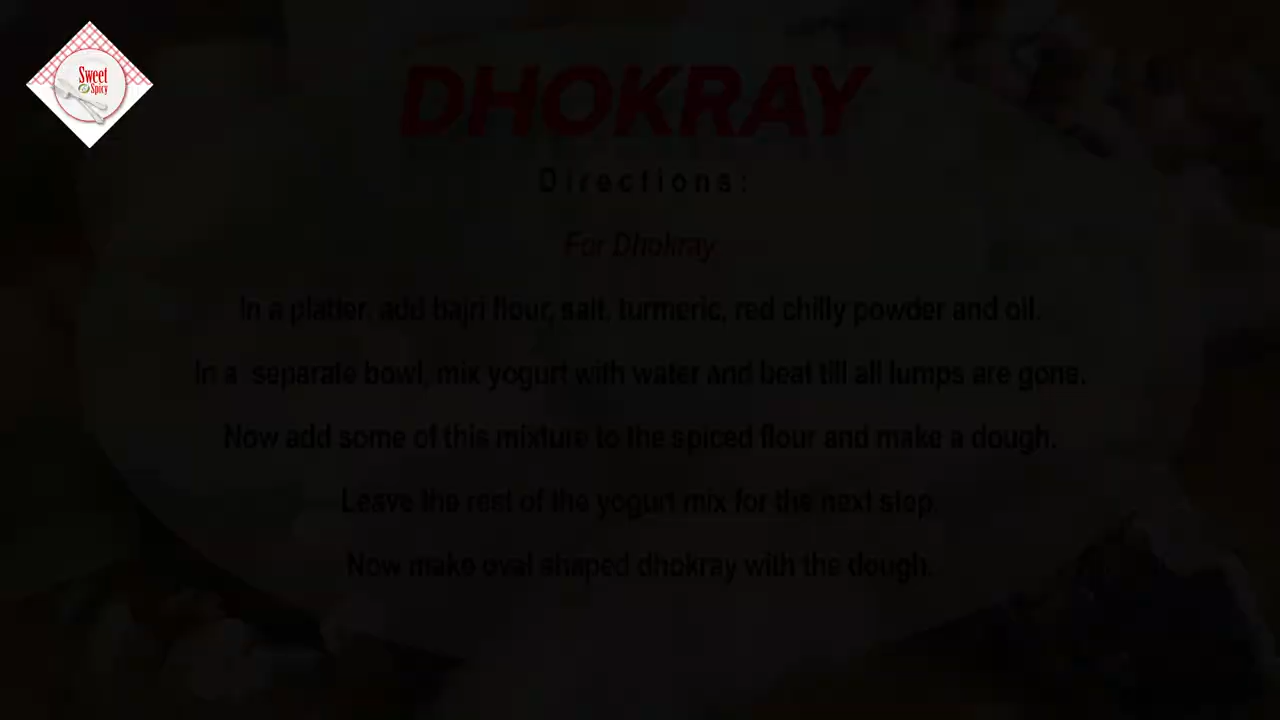 Sweet
Spicy
DHOKRAY
Directions:
For Dhokray
In a platter, add bajri flour, salt, turmeric, red chilly powder and oil.
In a separate bowl, mix yogurt with water and beat till all lumps are gone.
Now add some of this mixture to the spiced flour and make a dough.
Leave the rest of the yogurt mix for the next step.
Now make oval shaped dhokray with the dough.